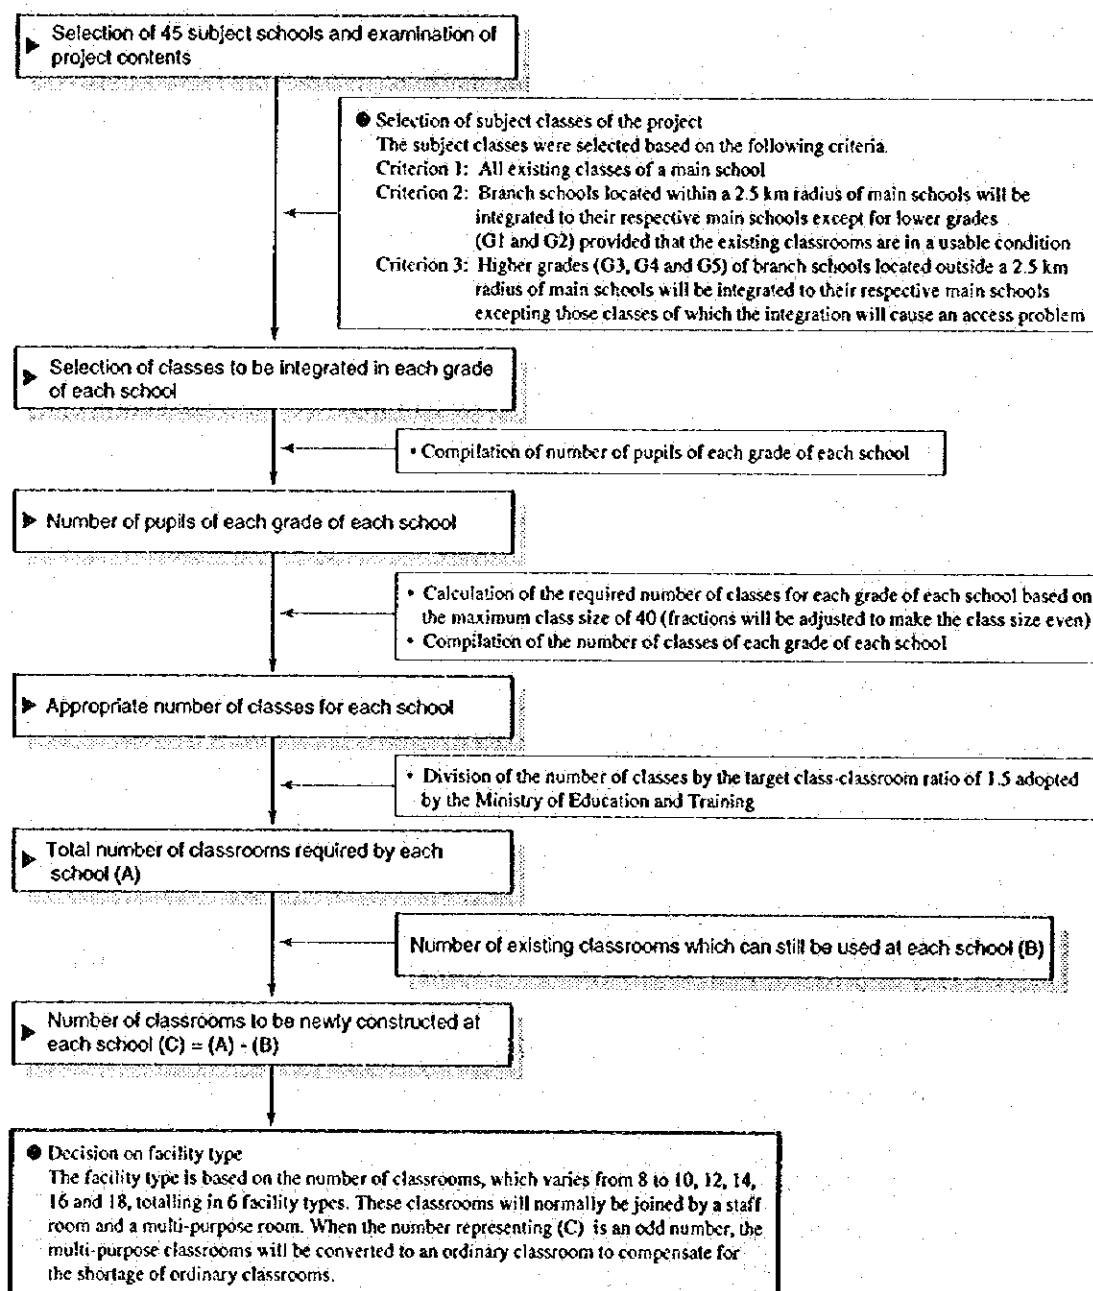 Selection of 45 subject schools and examination of
project contents
● Selection of subject classes of the project
The subject classes were selected based on the following criteria.
Criterion 1: All existing classes of a main school
Criterion 2: Branch schools located within a 2.5 km radius of main schools will be
integrated to their respective main schools except for lower grades
(G1 and G2) provided that the existing classrooms are in a usable condition
Criterion 3: Higher grades (G3, G4 and G5) of branch schools located outside a 2.5 km
radius of main schools will be integrated to their respective main schools
excepting those classes of which the integration will cause an access problem
Selection of classes to be integrated in each grade
of each school
• Compilation of number of pupils of each grade of each school
Number of pupils of each grade of each school
• Calculation of the required number of classes for each grade of each school based on
the maximum class size of 40 (fractions will be adjusted to make the class size even)
• Compilation of the number of classes of each grade of each school
Appropriate number of classes for each school
• Division of the number of classes by the target class-classroom ratio of 1.5 adopted
by the Ministry of Education and Training
Total number of classrooms required by each
school (A)
Number of existing classrooms which can still be used at each school (B)
Number of classrooms to be newly constructed at
each school (C) = (A) - (B)
● Decision on facility type
The facility type is based on the number of classrooms, which varies from 8 to 10, 12, 14,
16 and 18, totalling in 6 facility types. These classrooms will normally be joined by a staff
room and a multi-purpose room. When the number representing (C) is an odd number, the
multi-purpose classrooms will be converted to an ordinary classroom to compensate for
the shortage of ordinary classrooms.